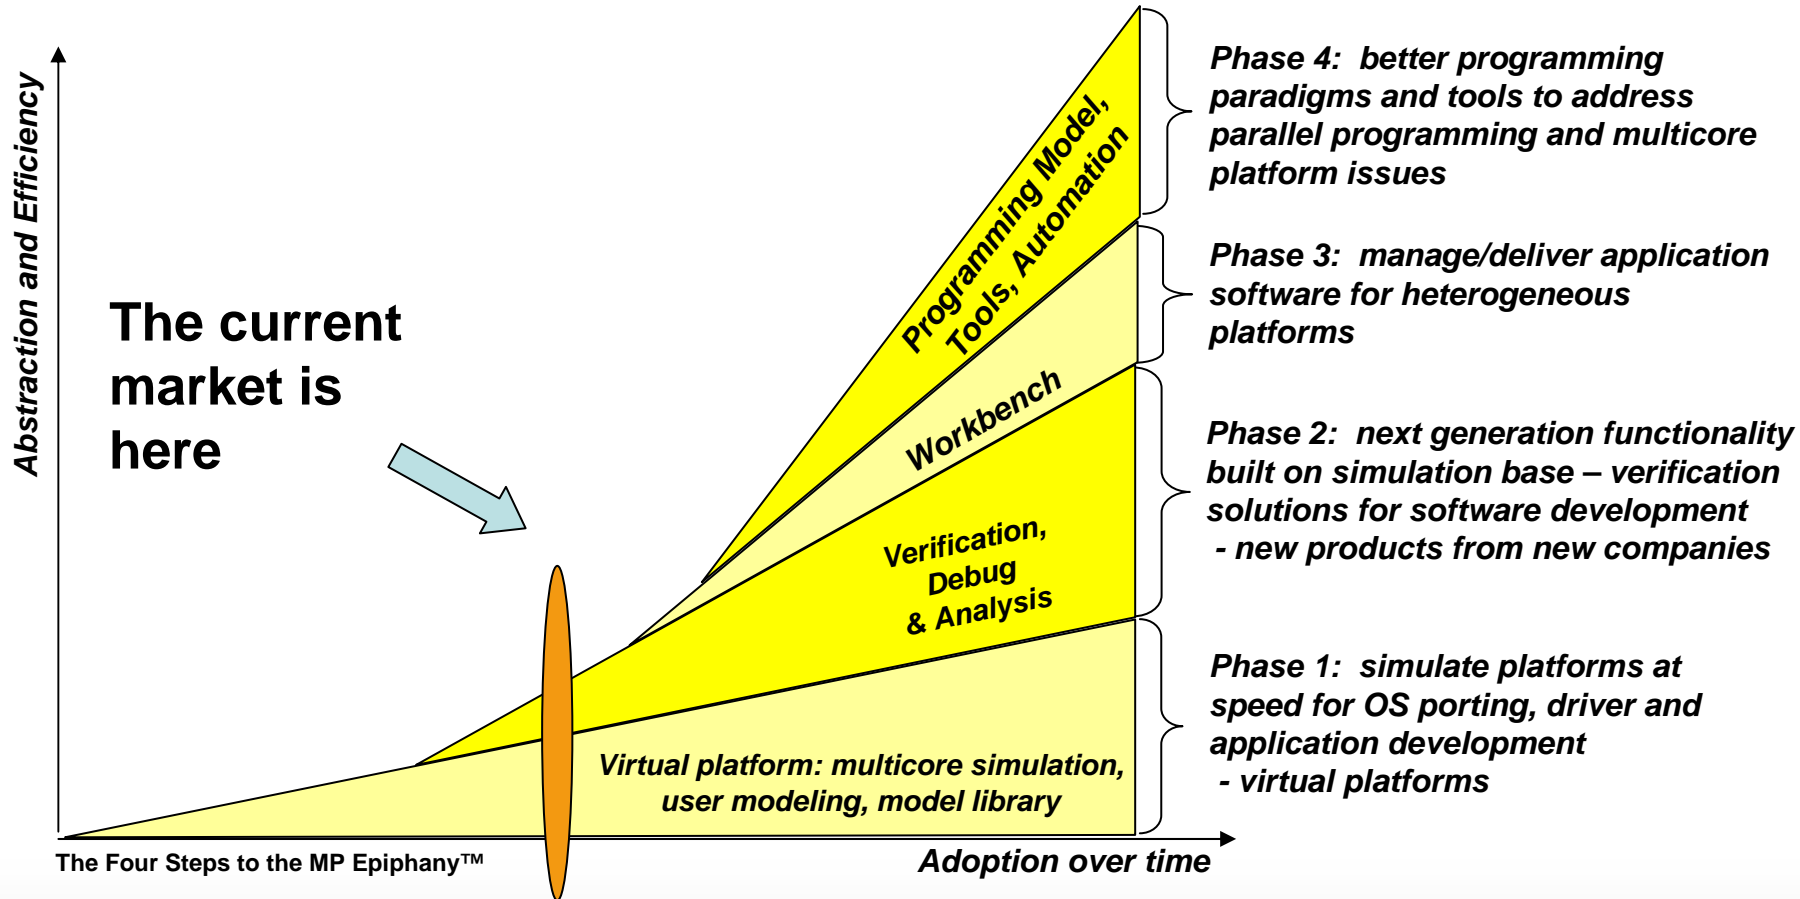 Abstraction and Efficiency
The current
market is
here
Programming Model,
Tools, Automation
Workbench
Verification,
Debug
& Analysis
Virtual platform: multicore simulation,
user modeling, model library
Phase 4:  better programming
paradigms and tools to address
parallel programming and multicore
platform issues
Phase 3:  manage/deliver application
software for heterogeneous
platforms
Phase 2:  next generation functionality
built on simulation base – verification
solutions for software development
- new products from new companies
Phase 1:  simulate platforms at
speed for OS porting, driver and
application development
- virtual platforms
The Four Steps to the MP Epiphany™
Adoption over time